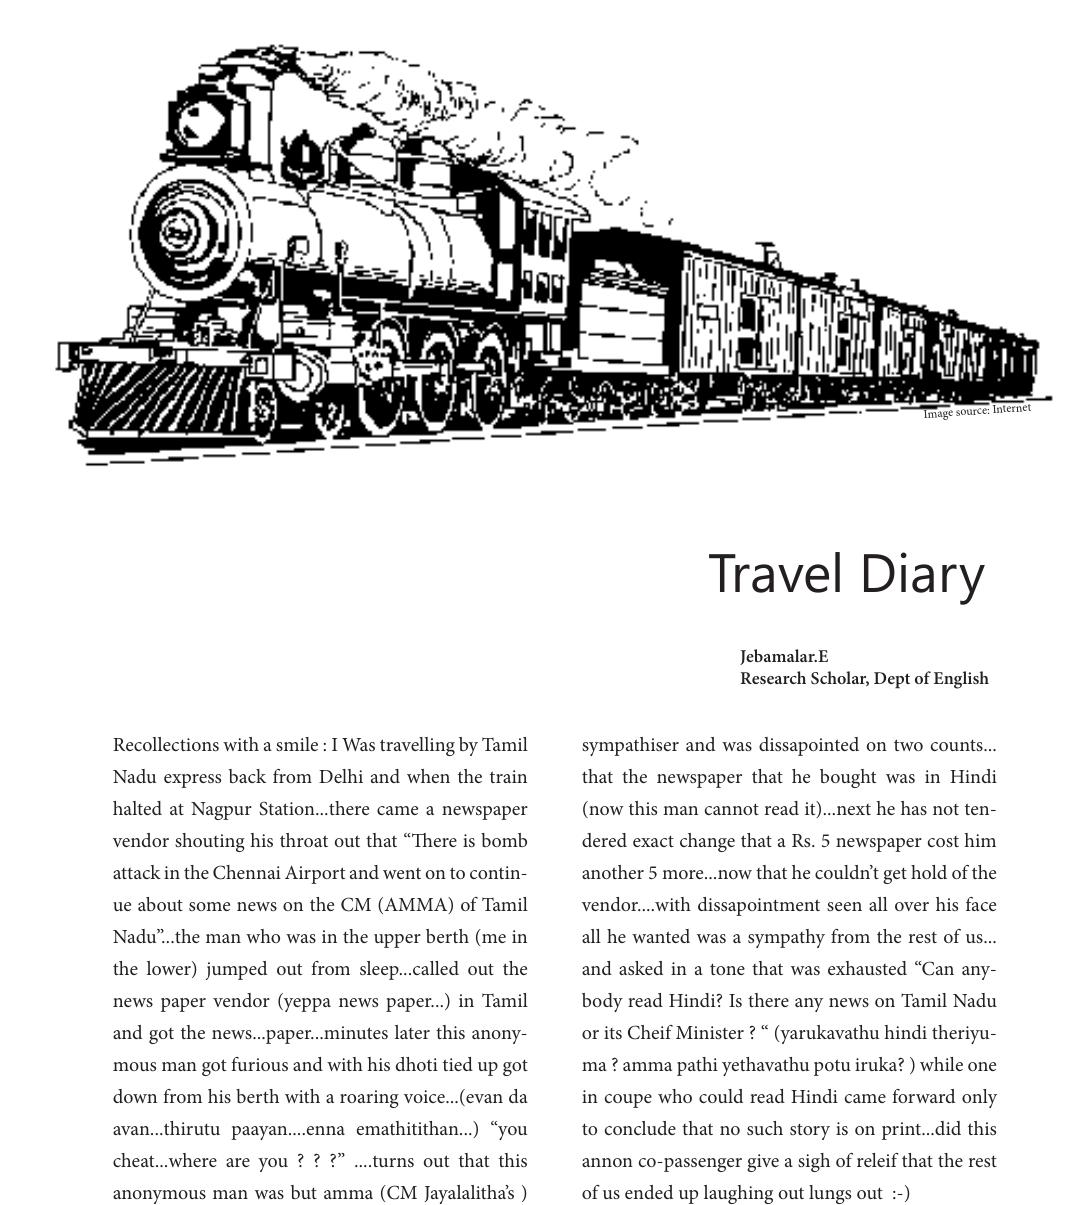 Image source: Internet
Travel Diary
Jebamalar.E
Research Scholar, Dept of English
Recollections with a smile : I Was travelling by Tamil
Nadu express back from Delhi and when the train
halted at Nagpur Station...there came a newspaper
vendor shouting his throat out that “There is bomb
attack in the Chennai Airport and went on to contin-
ue about some news on the CM (AMMA) of Tamil
Nadu”...the man who was in the upper berth (me in
the lower) jumped out from sleep...called out the
news paper vendor (yeppa news paper...) in Tamil
and got the news...paper...minutes later this anony-
mous man got furious and with his dhoti tied up got
down from his berth with a roaring voice...(evan da
avan...thirutu paayan....enna emathitithan...) “you
cheat...where are you ? ? ?” ....turns out that this
anonymous man was but amma (CM Jayalalitha’s )
sympathiser and was dissapointed on two counts...
that the newspaper that he bought was in Hindi
(now this man cannot read it)...next he has not ten-
dered exact change that a Rs. 5 newspaper cost him
another 5 more...now that he couldn’t get hold of the
vendor....with dissapointment seen all over his face
all he wanted was a sympathy from the rest of us...
and asked in a tone that was exhausted “Can any-
body read Hindi? Is there any news on Tamil Nadu
or its Cheif Minister ? “ (yarukavathu hindi theriyu-
ma ? amma pathi yethavathu potu iruka? ) while one
in coupe who could read Hindi came forward only
to conclude that no such story is on print...did this
annon co-passenger give a sigh of releif that the rest
of us ended up laughing out lungs out :-)